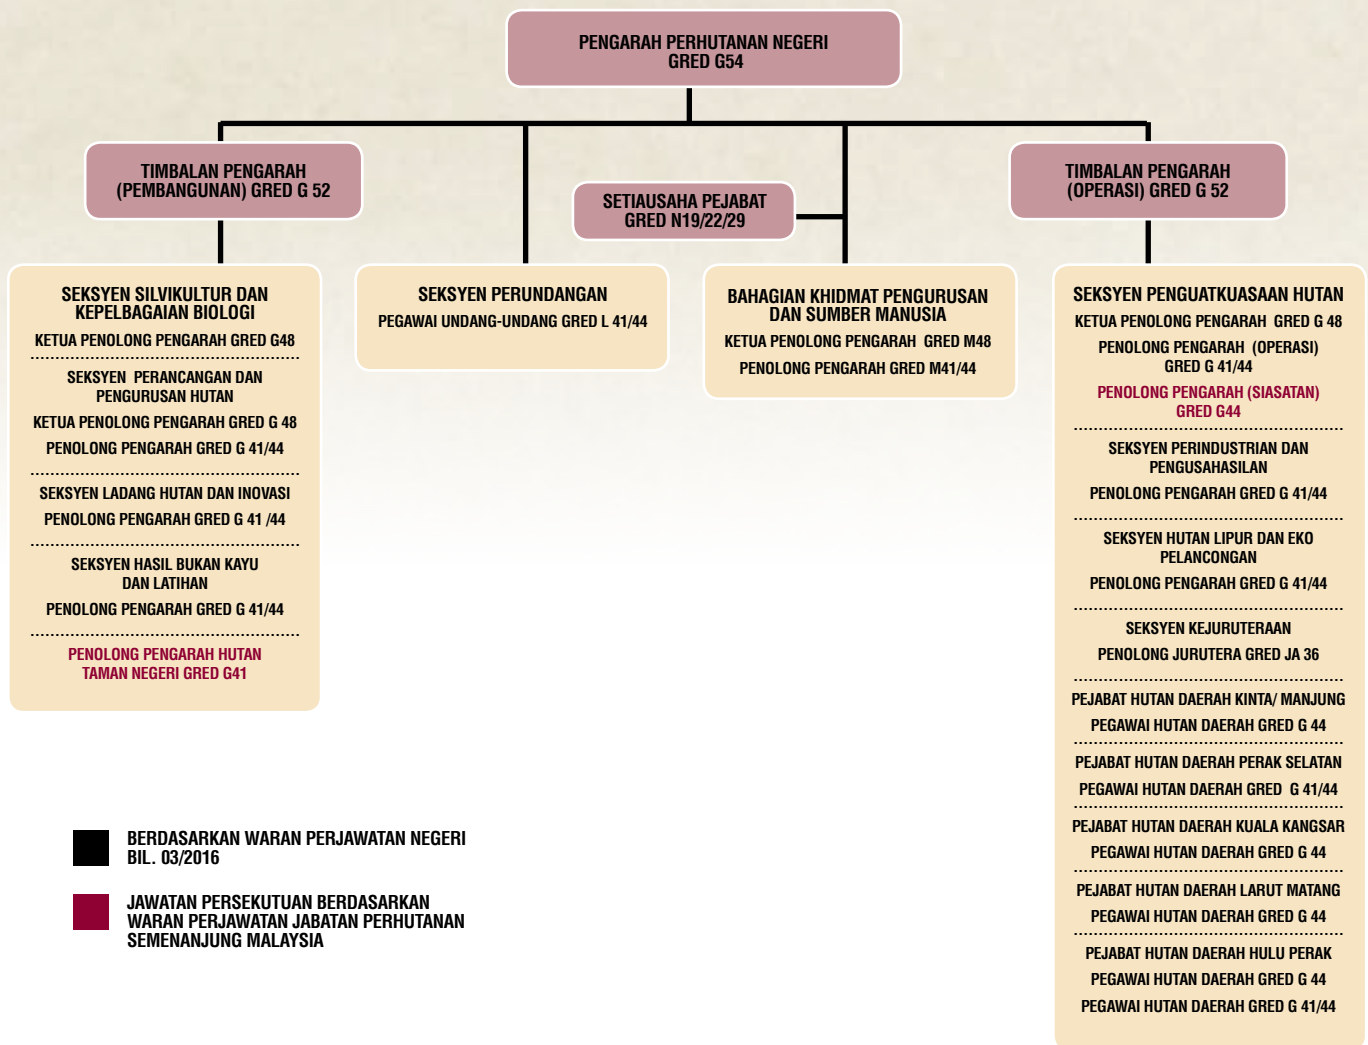 PENGARAH PERHUTANAN NEGERI
GRED G54
TIMBALAN PENGARAH
(PEMBANGUNAN) GRED G 52
SETIAUSAHA PEJABAT
GRED N19/22/29
TIMBALAN PENGARAH
(OPERASI) GRED G 52
SEKSYEN SILVIKULTUR DAN
KEPELBAGAIAN BIOLOGI
KETUA PENOLONG PENGARAH GRED G48
SEKSYEN PERANCANGAN DAN
PENGURUSAN HUTAN
KETUA PENOLONG PENGARAH GRED G 48
PENOLONG PENGARAH GRED G 41/44
SEKSYEN LADANG HUTAN DAN INOVASI
PENOLONG PENGARAH GRED G 41 /44
SEKSYEN HASIL BUKAN KAYU
DAN LATIHAN
PENOLONG PENGARAH GRED G 41/44
PENOLONG PENGARAH HUTAN
TAMAN NEGERI GRED G41
SEKSYEN PERUNDANGAN
PEGAWAI UNDANG-UNDANG GRED L 41/44
BAHAGIAN KHIDMAT PENGURUSAN
DAN SUMBER MANUSIA
KETUA PENOLONG PENGARAH GRED M48
PENOLONG PENGARAH GRED M41/44
SEKSYEN PENGUATKUASAAN HUTAN
KETUA PENOLONG PENGARAH GRED G 48
PENOLONG PENGARAH (OPERASI)
GRED G 41/44
PENOLONG PENGARAH (SIASATAN)
GRED G44
SEKSYEN PERINDUSTRIAN DAN
PENGUSAHASILAN
PENOLONG PENGARAH GRED G 41/44
SEKSYEN HUTAN LIPUR DAN EKO
PELANCONGAN
PENOLONG PENGARAH GRED G 41/44
SEKSYEN KEJURUTERAAN
PENOLONG JURUTERA GRED JA 36
PEJABAT HUTAN DAERAH KINTA/ MANJUNG
PEGAWAI HUTAN DAERAH GRED G 44
PEJABAT HUTAN DAERAH PERAK SELATAN
PEGAWAI HUTAN DAERAH GRED G 41/44
PEJABAT HUTAN DAERAH KUALA KANGSAR
PEGAWAI HUTAN DAERAH GRED G 44
PEJABAT HUTAN DAERAH LARUT MATANG
PEGAWAI HUTAN DAERAH GRED G 44
PEJABAT HUTAN DAERAH HULU PERAK
PEGAWAI HUTAN DAERAH GRED G 44
PEGAWAI HUTAN DAERAH GRED G 41/44
BERDASARKAN WARAN PERJAWATAN NEGERI
BIL. 03/2016
JAWATAN PERSEKUTUAN BERDASARKAN
WARAN PERJAWATAN JABATAN PERHUTANAN
SEMENANJUNG MALAYSIA